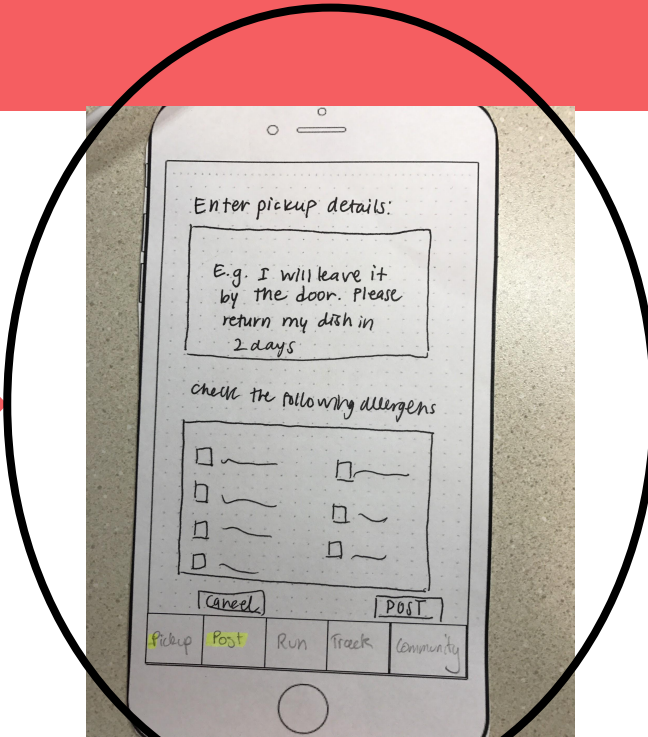 Enter pickup details:
E.g. I will leave it
by the door. Please
return my dish in
2 days
Check the following allergens
Cancel
POST
Pickup
Post
Run
Track
Community